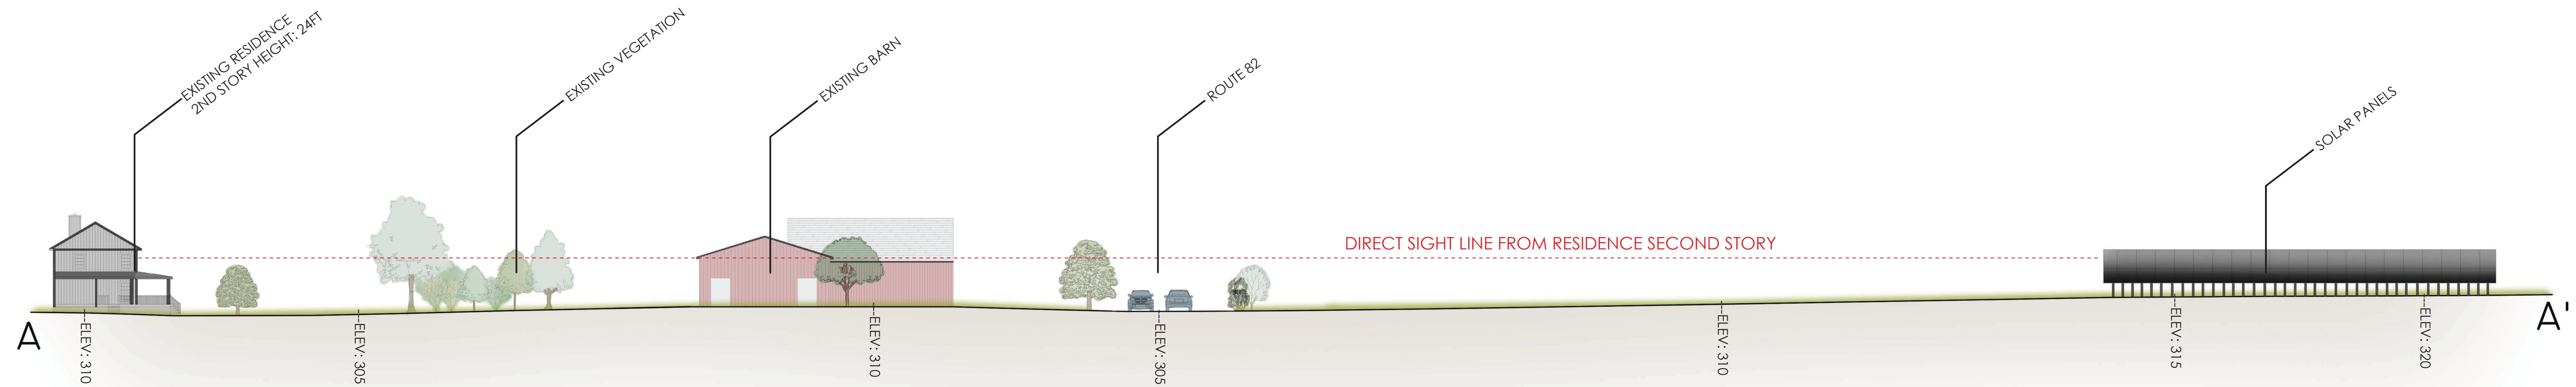 EXISTING RESIDENCE
2ND STORY HEIGHT: 24FT
EXISTING VEGETATION
EXISTING BARN
ROUTE 82
SOLAR PANELS
DIRECT SIGHT LINE FROM RESIDENCE SECOND STORY
A
A'
ELEV: 310
ELEV: 305
ELEV: 310
ELEV: 305
ELEV: 310
ELEV: 315
ELEV: 320